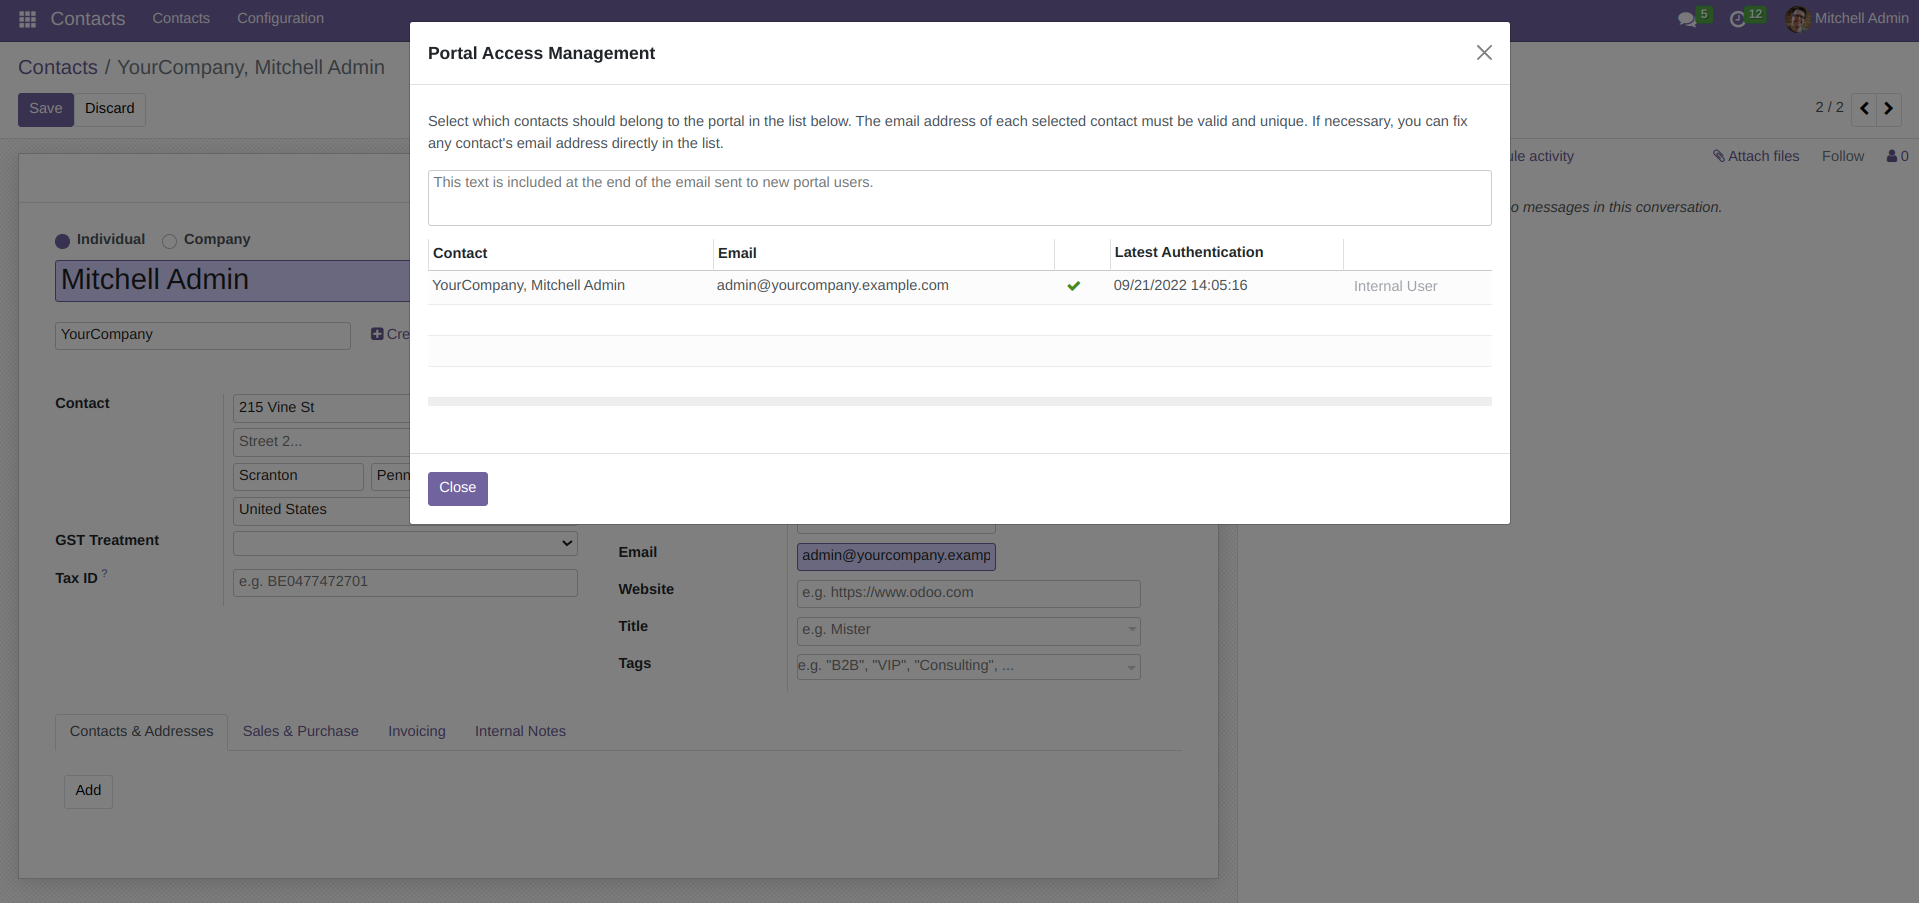 Contacts Contacts Configuration 5 12 Mitchell Admin
Portal Access Management
Contacts / YourCompany, Mitchell Admin
Save Discard
2 / 2
Select which contacts should belong to the portal in the list below. The email address of each selected contact must be valid and unique. If necessary, you can fix
any contact's email address directly in the list.
This text is included at the end of the email sent to new portal users.
Contact Email Latest Authentication
YourCompany, Mitchell Admin admin@yourcompany.example.com 09/21/2022 14:05:16 Internal User
Close
activity Attach files Follow 0
messages in this conversation.
Individual Company
Mitchell Admin
YourCompany Cre
Contact
215 Vine St
Street 2...
Scranton Penn
United States
GST Treatment
Tax ID ? e.g. BE0477472701
Email admin@yourcompany.examp
Website e.g. https://www.odoo.com
Title e.g. Mister
Tags e.g. "B2B", "VIP", "Consulting", ...
Contacts & Addresses Sales & Purchase Invoicing Internal Notes
Add